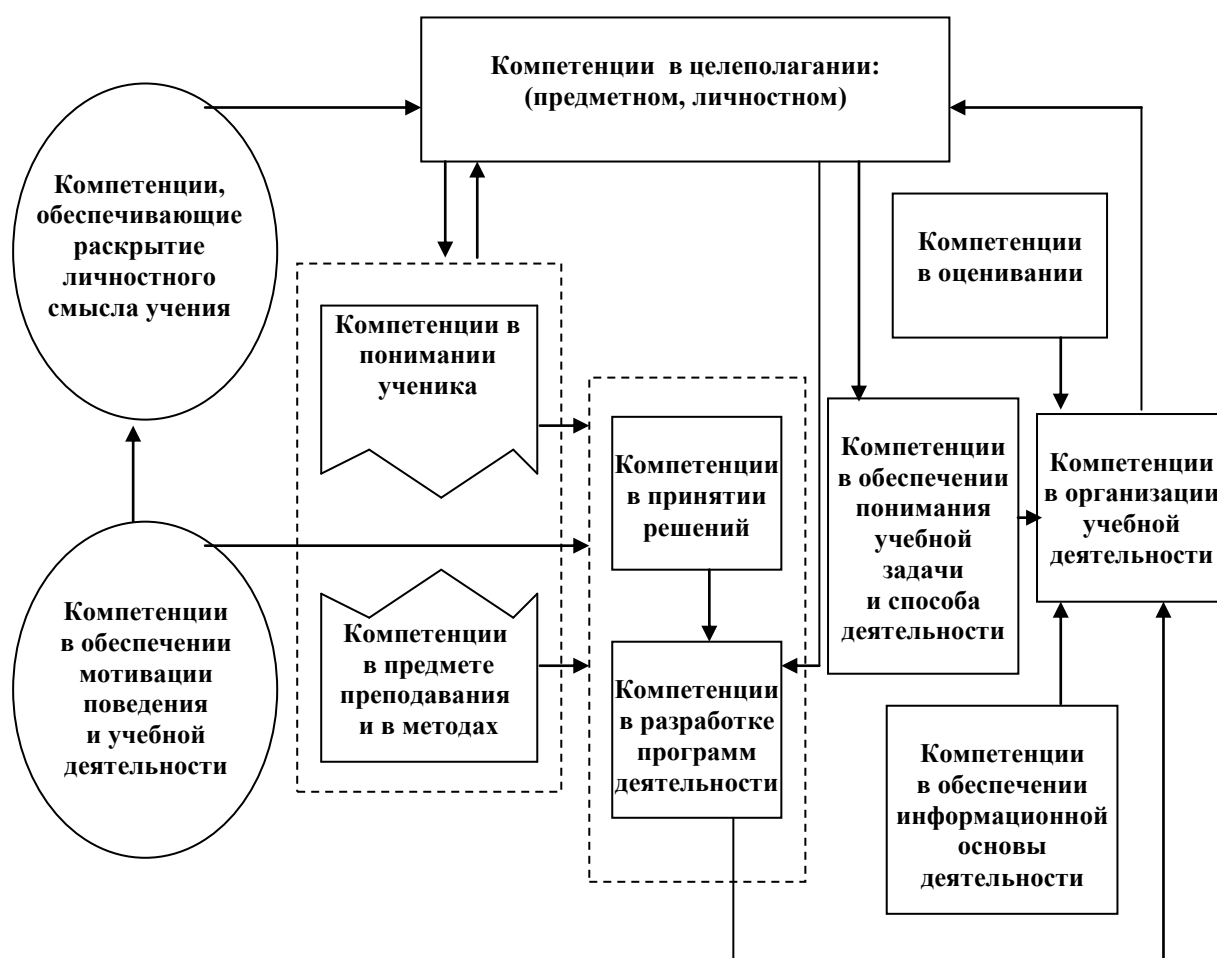 Компетенции в целеполагании:
(предметном, личностном)
Компетенции,
обеспечивающие
раскрытие
личностного
смысла учения
Компетенции
в оценивании
Компетенции в
понимании
ученика
Компетенции
в принятии
решений
Компетенции
в обеспечении
понимания
учебной
задачи
и способа
деятельности
Компетенции
в организации
учебной
деятельности
Компетенции
в обеспечении
мотивации
поведения
и учебной
деятельности
Компетенции
в предмете
преподавания
и в методах
Компетенции
в разработке
программ
деятельности
Компетенции
в обеспечении
информационной
основы
деятельности